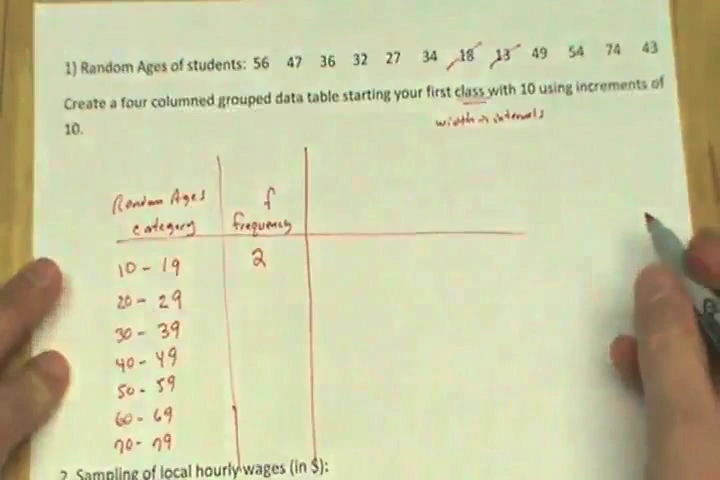 1) Random Ages of students: 56 47 36 32 27 34 18 13 49 54 74 43
Create a four columned grouped data table starting your first class with 10 using increments of
10.
width → intervals
Random Ages
category
f
frequency
10 - 19 2
20 - 29
30 - 39
40 - 49
50 - 59
60 - 69
70 - 79
2. Sampling of local hourly wages (in $):